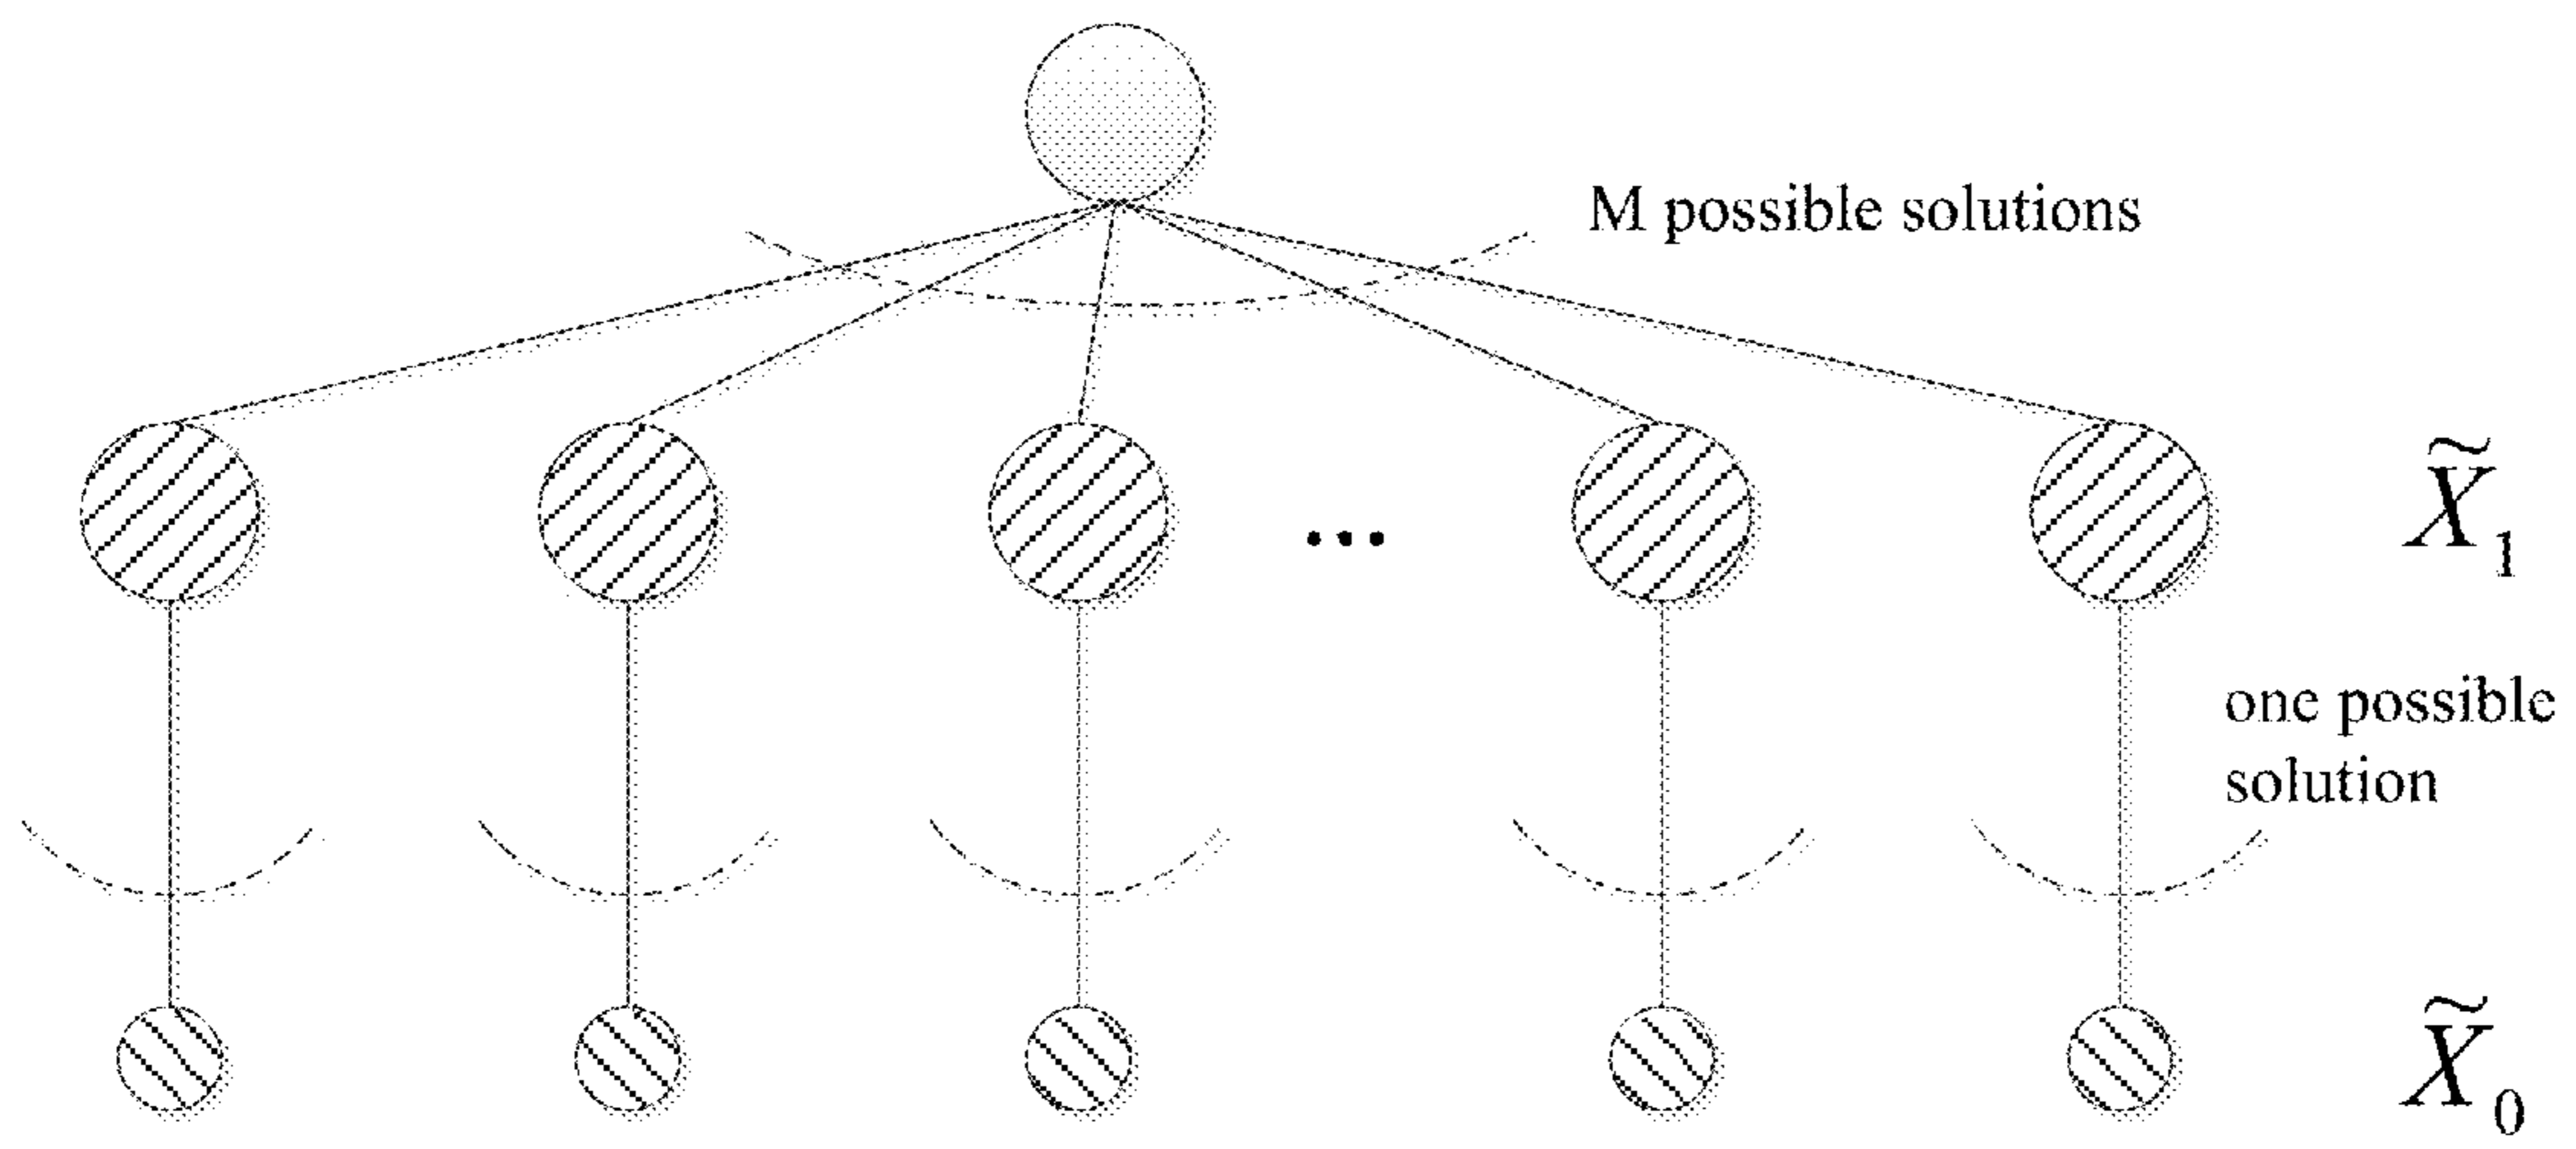 M possible solutions
...
X̃₁
one possible
solution
X̃₀